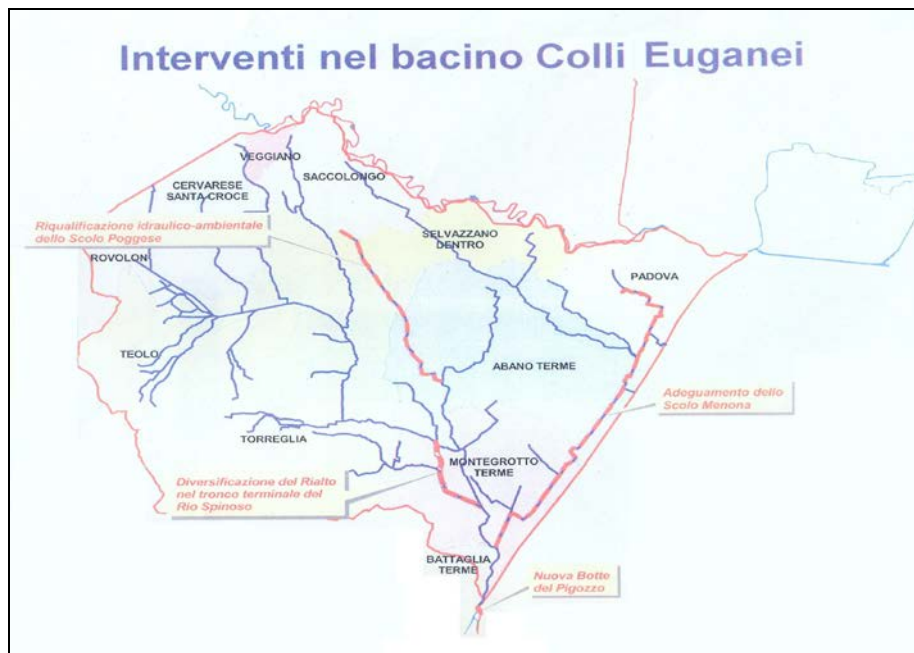 Interventi nel bacino Colli Euganei
VEGGIANO
SACCOLONGO
CERVARESE
SANTA CROCE
Riqualificazione idraulico-ambientale
dello Scolo Poggese
SELVAZZANO
DENTRO
ROVOLON
PADOVA
TEOLO
ABANO TERME
Adeguamento dello
Scolo Menona
TORREGLIA
MONTEGROTTO
TERME
Diversificazione del Rialto
nel tronco terminale del
Rio Spinoso
BATTAGLIA
TERME
Nuova Botte
del Pigozzo